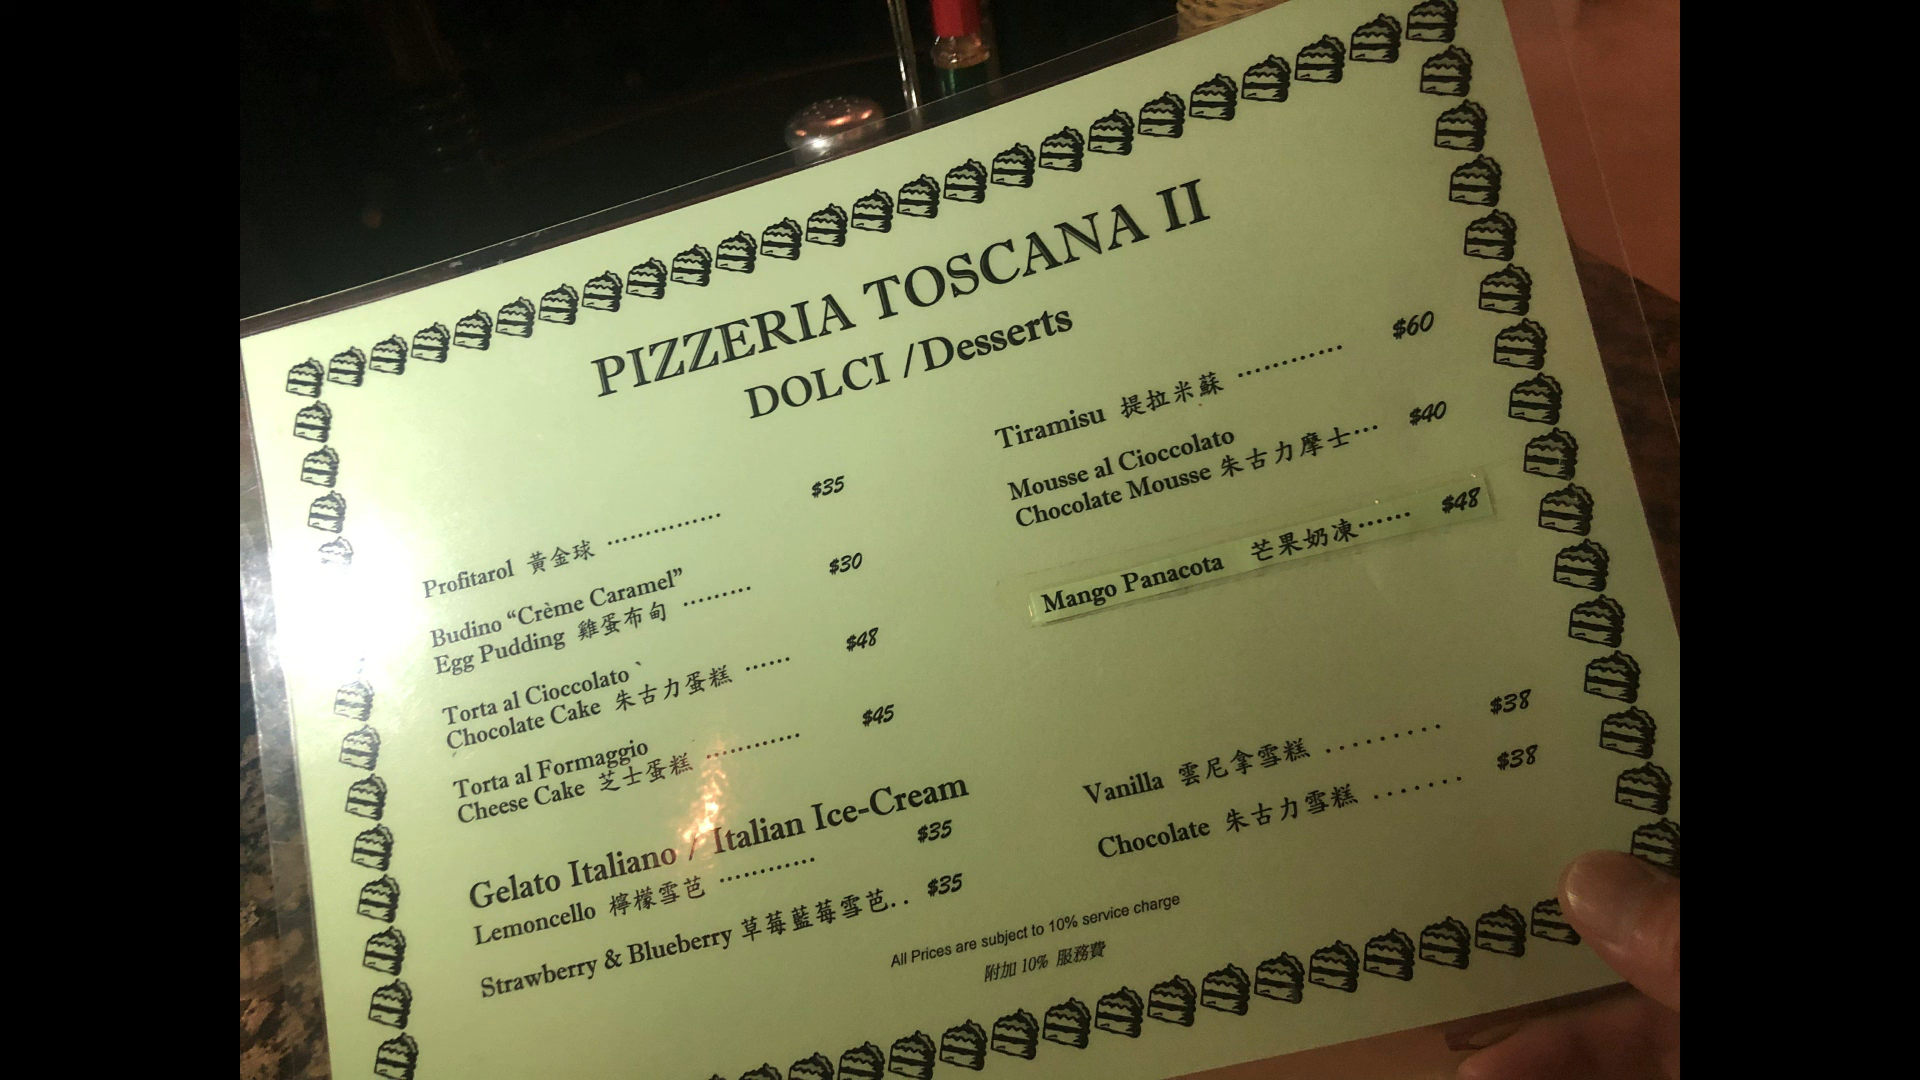 PIZZERIA TOSCANA II
DOLCI /Desserts
Profitarol 黃金球 .............. $35
Budino “Crème Caramel”
Egg Pudding 雞蛋布甸 ......... $30
Torta al Cioccolato`
Chocolate Cake 朱古力蛋糕 ...... $48
Torta al Formaggio
Cheese Cake 芝士蛋糕 ............ $45
Tiramisu 提拉米蘇 ............ $60
Mousse al Cioccolato
Chocolate Mousse 朱古力摩士... $40
Mango Panacota 芒果奶凍...... $48
Gelato Italiano / Italian Ice-Cream
Lemoncello 檸檬雪芭 ............ $35
Strawberry & Blueberry 草莓藍莓雪芭.. $35
Vanilla 雲尼拿雪糕 ......... $38
Chocolate 朱古力雪糕 ....... $38
All Prices are subject to 10% service charge
附加 10% 服務費